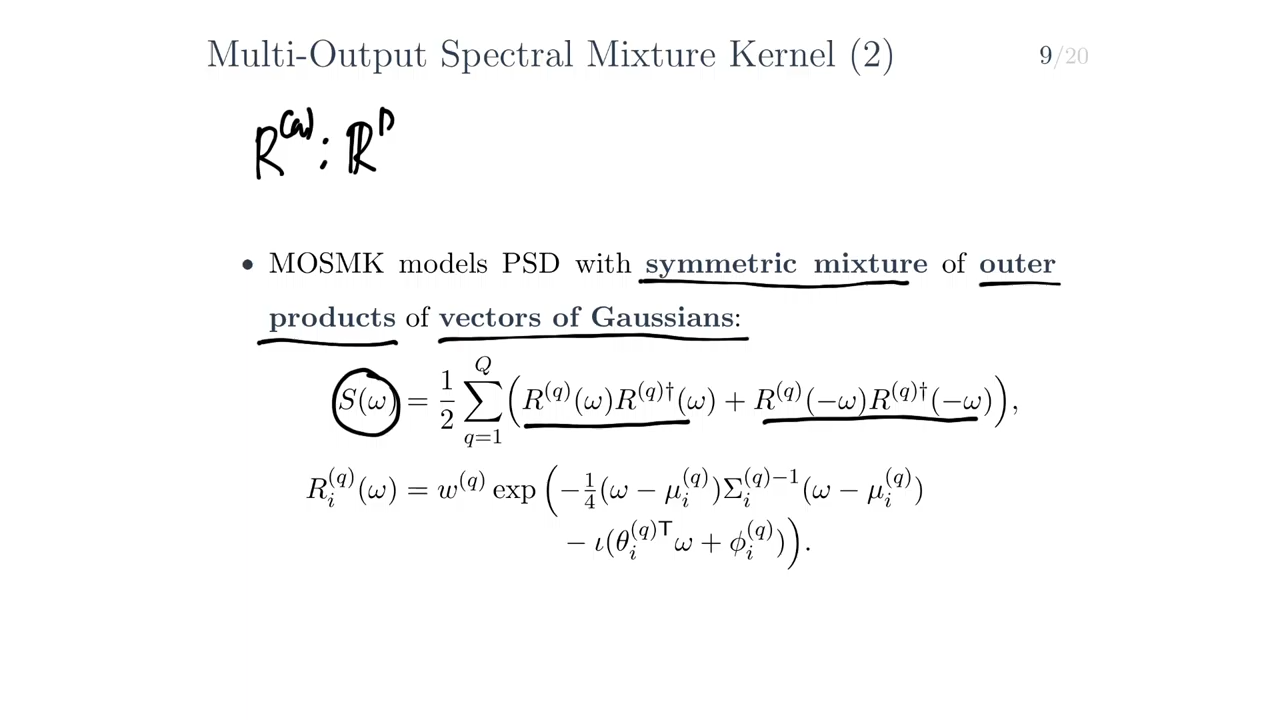 Multi-Output Spectral Mixture Kernel (2) 9/20
R^(q) : ℝ^D
• MOSMK models PSD with symmetric mixture of outer
products of vectors of Gaussians:
S(ω) = 1/2 ∑_{q=1}^{Q} (R^(q)(ω)R^(q)†(ω) + R^(q)(−ω)R^(q)†(−ω)),
R_i^(q)(ω) = w^(q) exp (−1/4(ω − μ_i^(q))Σ_i^(q)−1(ω − μ_i^(q))
− ι(θ_i^(q)⊤ω + φ_i^(q))).